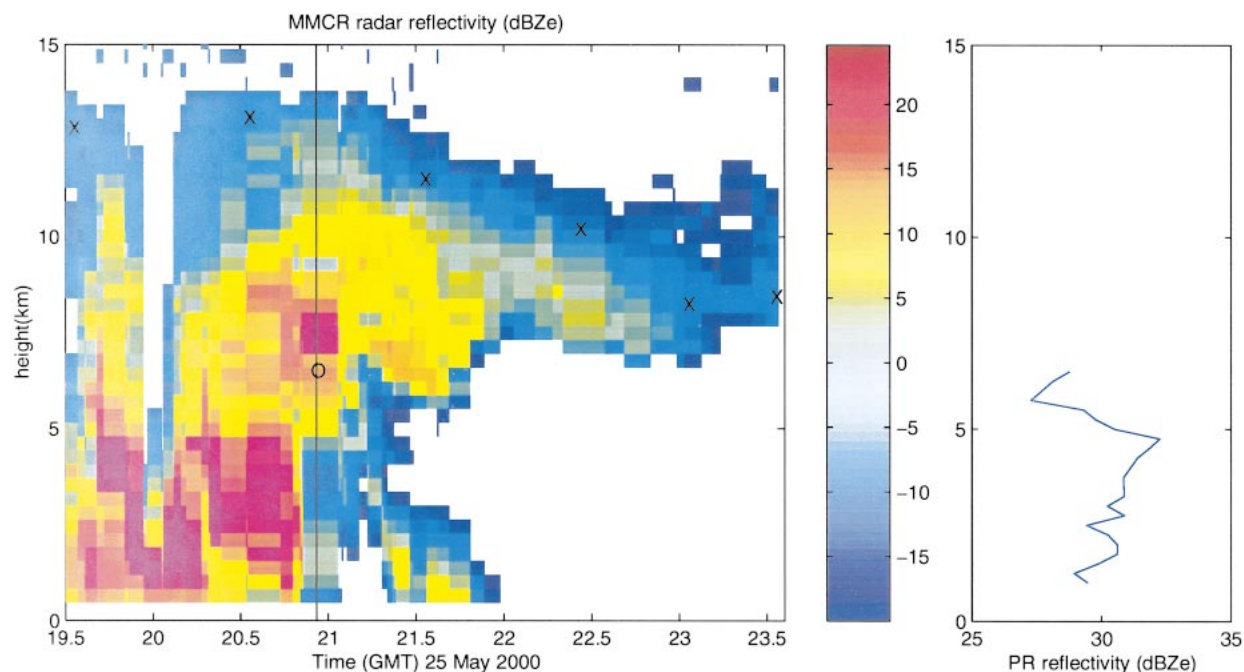 MMCR radar reflectivity (dBZe)
15
10
5
0
height(km)
19.5 20 20.5 21 21.5 22 22.5 23 23.5
Time (GMT) 25 May 2000
X X X X X X
O
20
15
10
5
0
−5
−10
−15
15
10
5
0
25 30 35
PR reflectivity (dBZe)